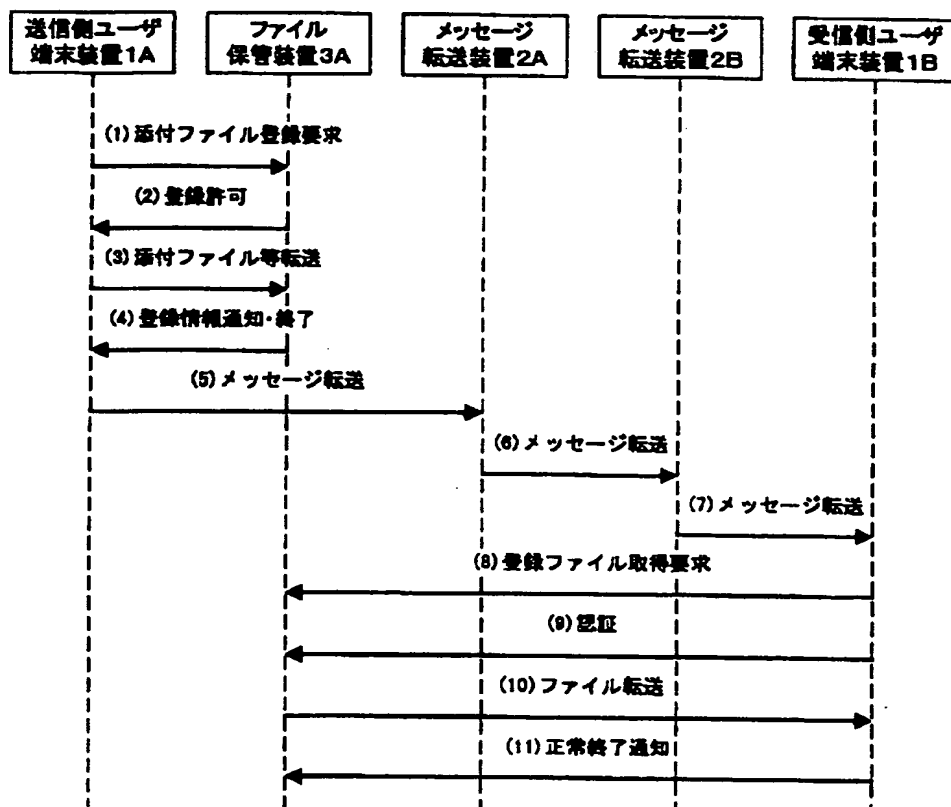 送信側ユーザ
端末装置1A
ファイル
保管装置3A
メッセージ
転送装置2A
メッセージ
転送装置2B
受信側ユーザ
端末装置1B
(1)添付ファイル登録要求
(2)登録許可
(3)添付ファイル等転送
(4)登録情報通知・終了
(5)メッセージ転送
(6)メッセージ転送
(7)メッセージ転送
(8)登録ファイル取得要求
(9)認証
(10)ファイル転送
(11)正常終了通知